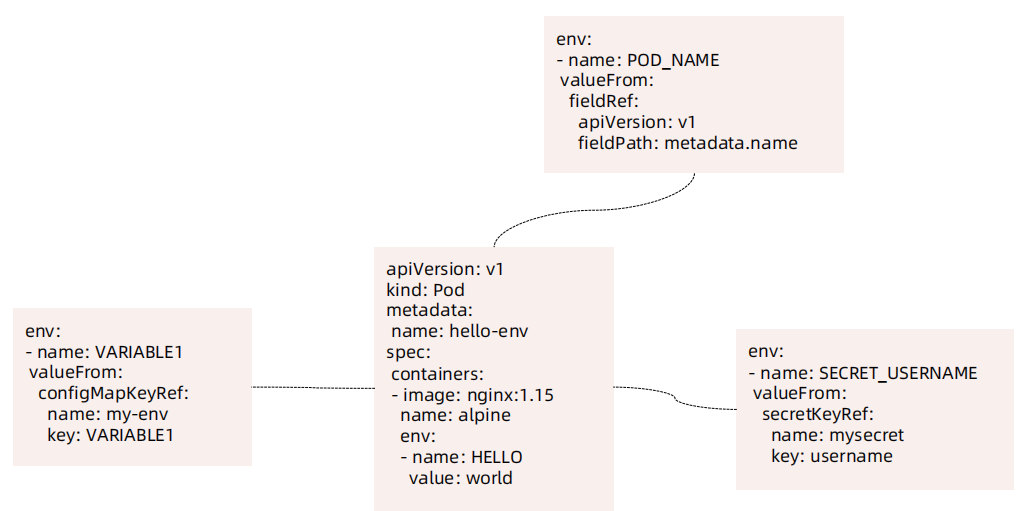 env:
- name: POD_NAME
valueFrom:
fieldRef:
apiVersion: v1
fieldPath: metadata.name
apiVersion: v1
kind: Pod
metadata:
name: hello-env
spec:
containers:
- image: nginx:1.15
name: alpine
env:
- name: HELLO
value: world
env:
- name: VARIABLE1
valueFrom:
configMapKeyRef:
name: my-env
key: VARIABLE1
env:
- name: SECRET_USERNAME
valueFrom:
secretKeyRef:
name: mysecret
key: username